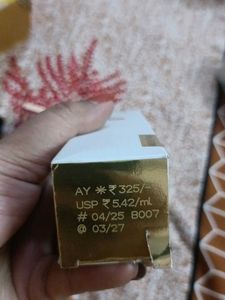 AY ✳ ₹ 325/-
USP ₹ 5.42/ml.
# 04/25 B007
@ 03/27